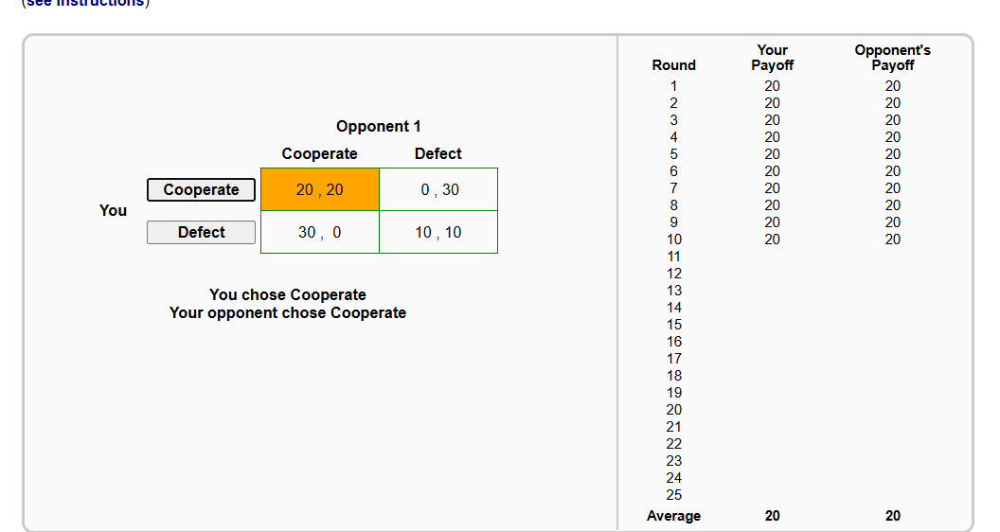 (see instructions)
Opponent 1
Cooperate Defect
You
Cooperate 20 , 20 0 , 30
Defect 30 , 0 10 , 10
You chose Cooperate
Your opponent chose Cooperate
Round Your Payoff Opponent's Payoff
1 20 20
2 20 20
3 20 20
4 20 20
5 20 20
6 20 20
7 20 20
8 20 20
9 20 20
10 20 20
11
12
13
14
15
16
17
18
19
20
21
22
23
24
25
Average 20 20